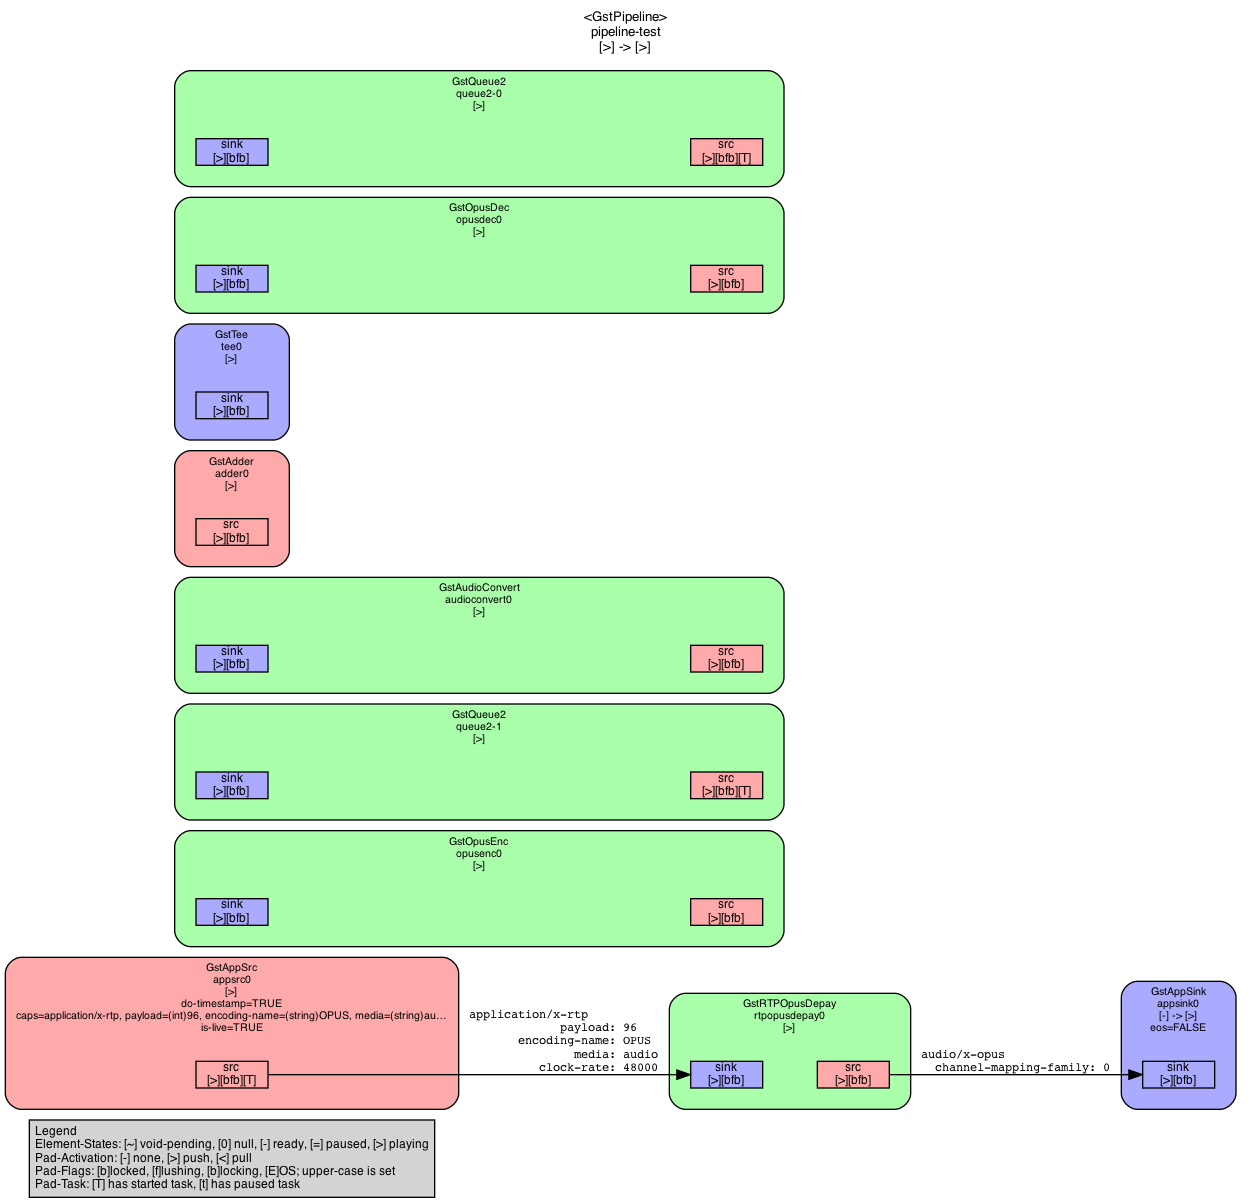 <GstPipeline>
pipeline-test
[>] -> [>]
GstQueue2
queue2-0
[>]
sink
[>][bfb]
src
[>][bfb][T]
GstOpusDec
opusdec0
[>]
sink
[>][bfb]
src
[>][bfb]
GstTee
tee0
[>]
sink
[>][bfb]
GstAdder
adder0
[>]
src
[>][bfb]
GstAudioConvert
audioconvert0
[>]
sink
[>][bfb]
src
[>][bfb]
GstQueue2
queue2-1
[>]
sink
[>][bfb]
src
[>][bfb][T]
GstOpusEnc
opusenc0
[>]
sink
[>][bfb]
src
[>][bfb]
GstAppSrc
appsrc0
[>]
do-timestamp=TRUE
caps=application/x-rtp, payload=(int)96, encoding-name=(string)OPUS, media=(string)au…
is-live=TRUE
src
[>][bfb][T]
application/x-rtp
payload: 96
encoding-name: OPUS
media: audio
clock-rate: 48000
GstRTPOpusDepay
rtpopusdepay0
[>]
sink
[>][bfb]
src
[>][bfb]
audio/x-opus
channel-mapping-family: 0
GstAppSink
appsink0
[-] -> [>]
eos=FALSE
sink
[>][bfb]
Legend
Element-States: [~] void-pending, [0] null, [-] ready, [=] paused, [>] playing
Pad-Activation: [-] none, [>] push, [<] pull
Pad-Flags: [b]locked, [f]lushing, [b]locking, [E]OS; upper-case is set
Pad-Task: [T] has started task, [t] has paused task